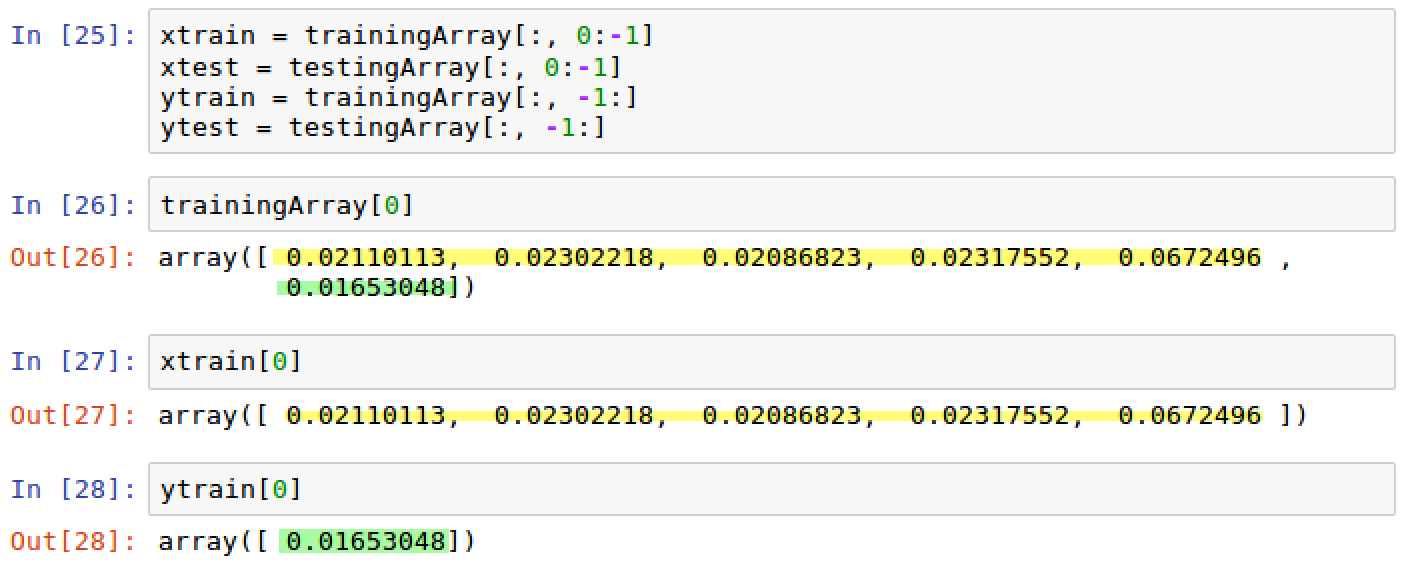 In [25]: xtrain = trainingArray[:, 0:-1]
xtest = testingArray[:, 0:-1]
ytrain = trainingArray[:, -1:]
ytest = testingArray[:, -1:]
In [26]: trainingArray[0]
Out[26]: array([ 0.02110113,  0.02302218,  0.02086823,  0.02317552,  0.0672496 ,
0.01653048])
In [27]: xtrain[0]
Out[27]: array([ 0.02110113,  0.02302218,  0.02086823,  0.02317552,  0.0672496 ])
In [28]: ytrain[0]
Out[28]: array([ 0.01653048])